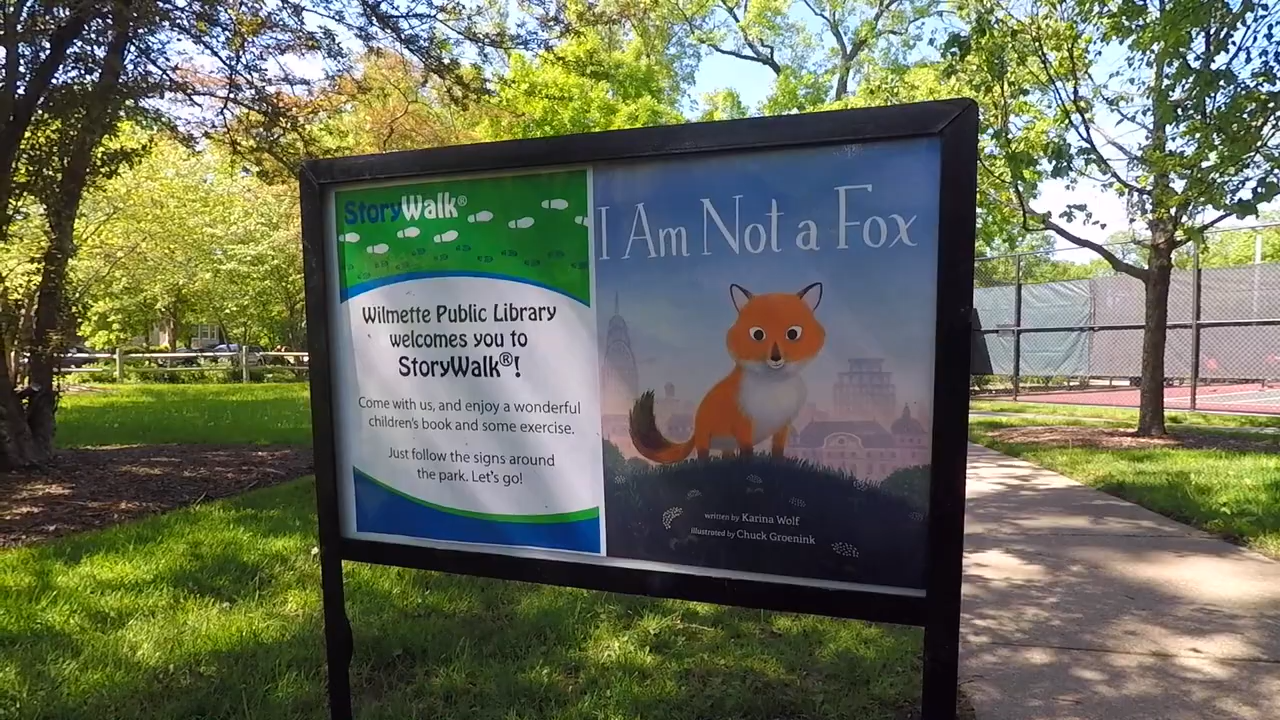 StoryWalk®
Wilmette Public Library
welcomes you to
StoryWalk®!
Come with us, and enjoy a wonderful
children's book and some exercise.
Just follow the signs around
the park. Let's go!
I Am Not a Fox
written by Karina Wolf
illustrated by Chuck Groenink